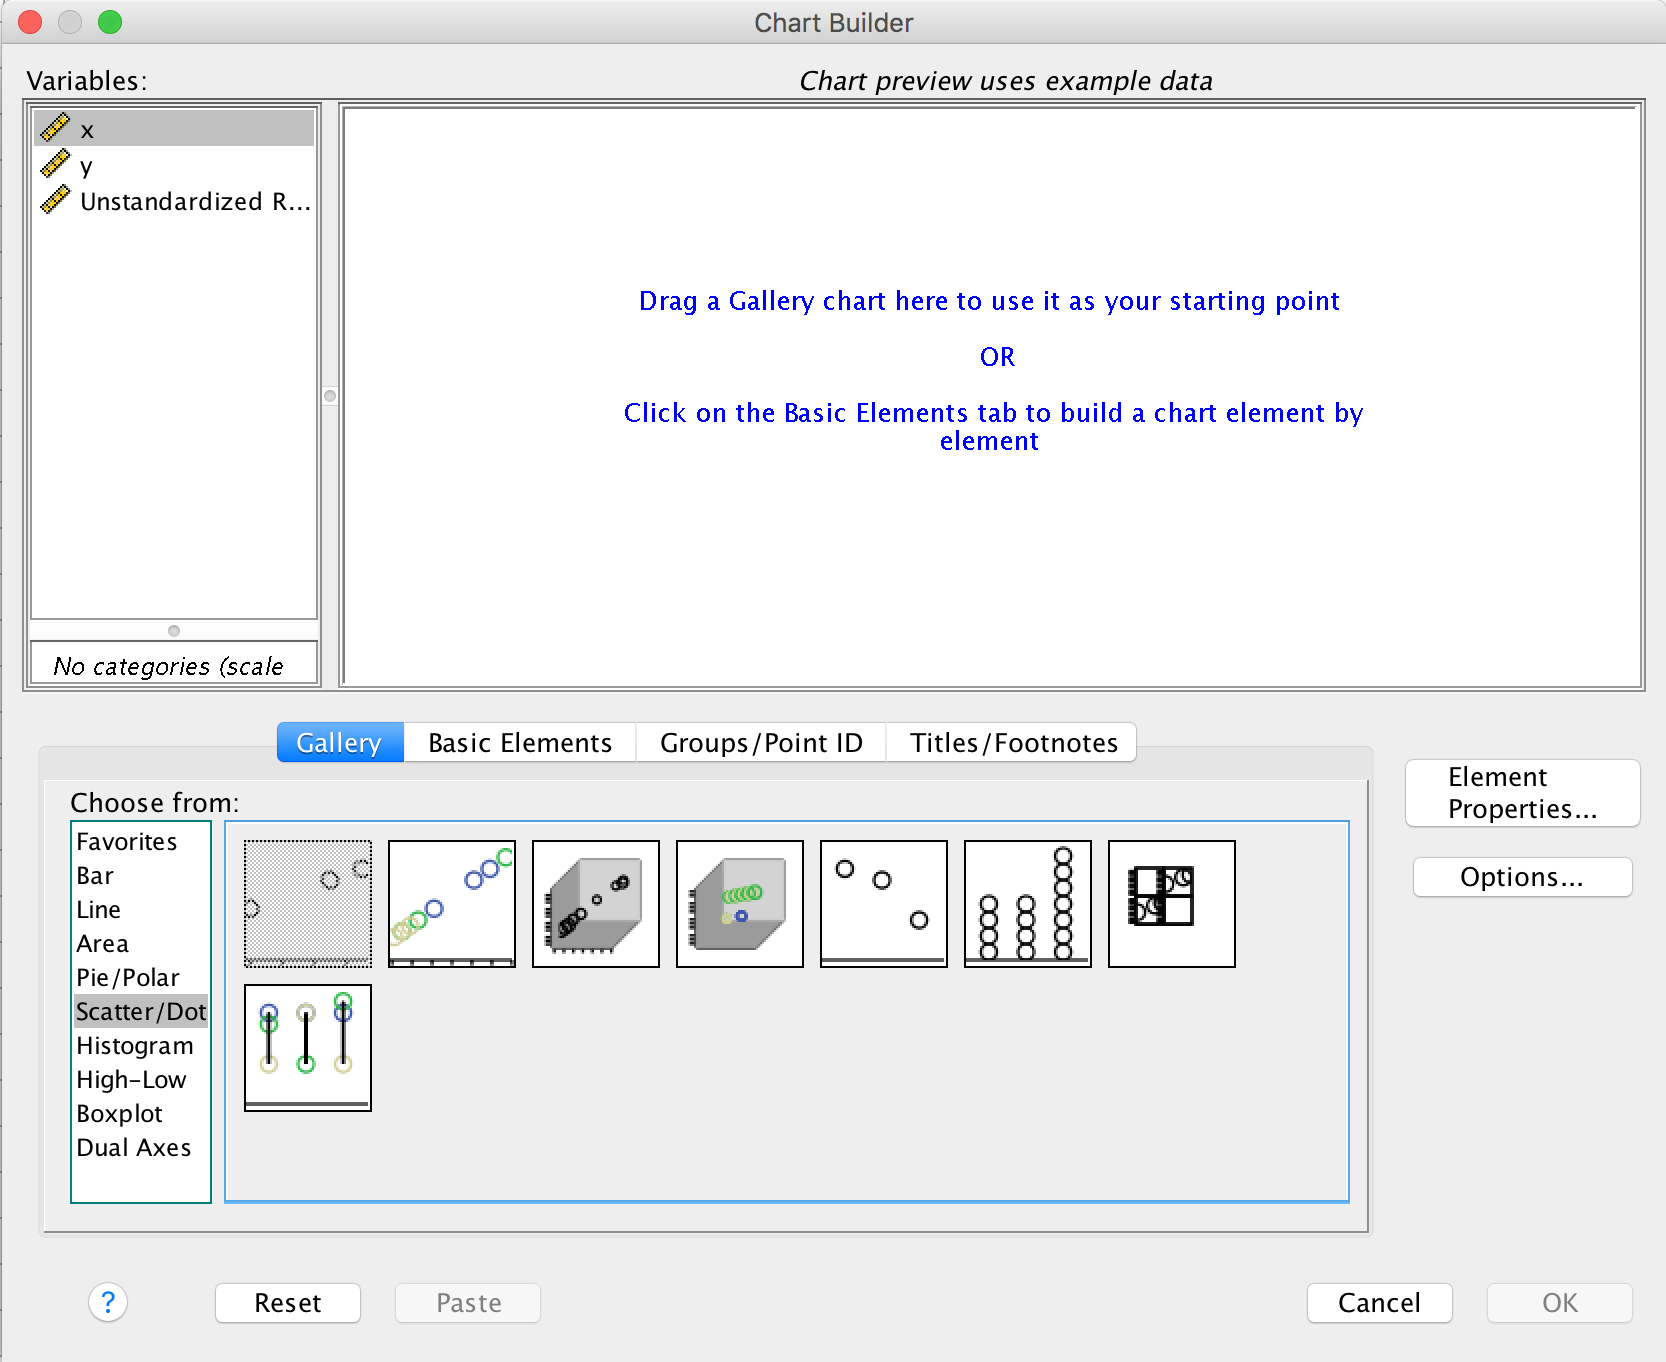 Chart Builder
Variables:
Chart preview uses example data
x
y
Unstandardized R...
Drag a Gallery chart here to use it as your starting point
OR
Click on the Basic Elements tab to build a chart element by
element
No categories (scale
Gallery
Basic Elements
Groups/Point ID
Titles/Footnotes
Choose from:
Favorites
Bar
Line
Area
Pie/Polar
Scatter/Dot
Histogram
High-Low
Boxplot
Dual Axes
Element
Properties...
Options...
?
Reset
Paste
Cancel
OK